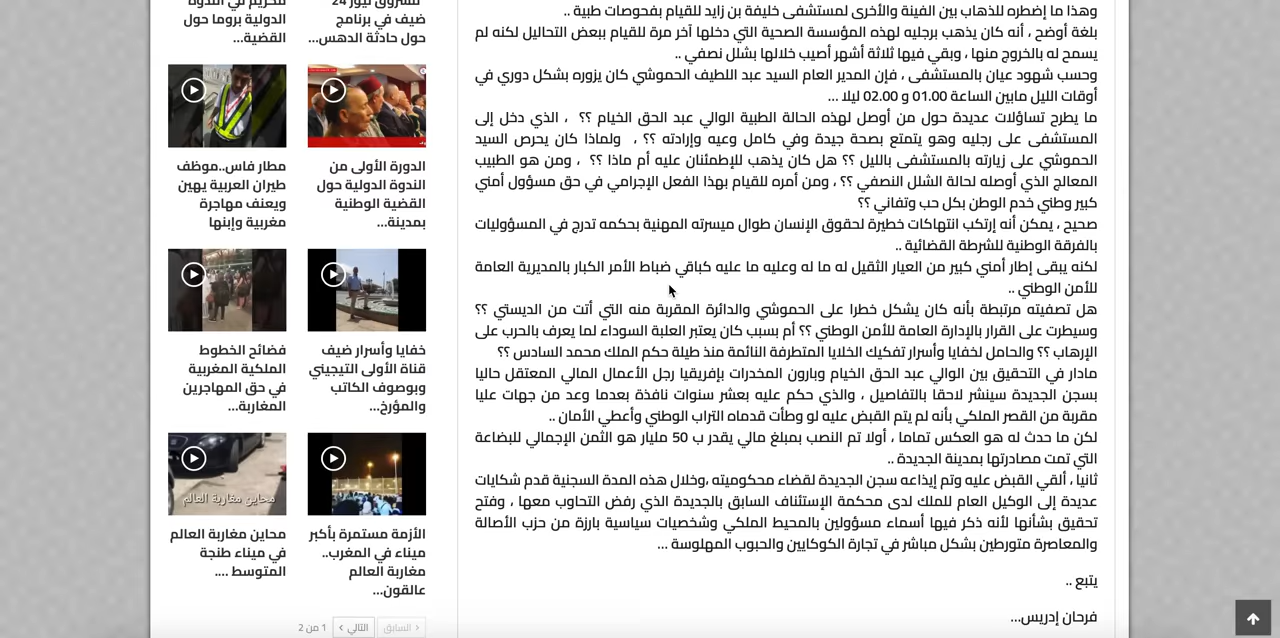 وهذا ما إضطره للذهاب بين الفينة والأخرى لمستشفى خليفة بن زايد للقيام بفحوصات طبية ..
بلغة أوضح ، أنه كان يذهب برجليه لهذه المؤسسة الصحية التي دخلها آخر مرة للقيام ببعض التحاليل لكنه لم
يسمح له بالخروج منها ، وبقي فيها ثلاثة أشهر أصيب خلالها بشلل نصفي ..
وحسب شهود عيان بالمستشفى ، فإن المدير العام السيد عبد اللطيف الحموشي كان يزوره بشكل دوري في
أوقات الليل مابين الساعة 01.00 و 02.00 ليلا ...
ما يطرح تساؤلات عديدة حول من أوصل لهذه الحالة الطبية الوالي عبد الحق الخيام ؟؟ ، الذي دخل إلى
المستشفى على رجليه وهو يتمتع بصحة جيدة وفي كامل وعيه وإرادته ؟؟ ، ولماذا كان يحرص السيد
الحموشي على زيارته بالمستشفى بالليل ؟؟ هل كان يذهب للإطمئنان عليه أم ماذا ؟؟ ، ومن هو الطبيب
المعالج الذي أوصله لحالة الشلل النصفي ؟؟ ، ومن أمره للقيام بهذا الفعل الإجرامي في حق مسؤول أمني
كبير وطني خدم الوطن بكل حب وتفاني ؟؟
صحيح ، يمكن أنه إرتكب انتهاكات خطيرة لحقوق الإنسان طوال ميسرته المهنية بحكمه تدرج في المسؤوليات
بالفرقة الوطنية للشرطة القضائية ..
لكنه يبقى إطار أمني كبير من العيار الثقيل له ما له وعليه ما عليه كباقي ضباط الأمر الكبار بالمديرية العامة
للأمن الوطني ..
هل تصفيته مرتبطة بأنه كان يشكل خطرا على الحموشي والدائرة المقربة منه التي أتت من الديستي ؟؟
وسيطرت على القرار بالإدارة العامة للأمن الوطني ؟؟ أم بسبب كان يعتبر العلبة السوداء لما يعرف بالحرب على
الإرهاب ؟؟ والحامل لخفايا وأسرار تفكيك الخلايا المتطرفة النائمة منذ طيلة حكم الملك محمد السادس ؟؟
مادار في التحقيق بين الوالي عبد الحق الخيام وبارون المخدرات بإفريقيا رجل الأعمال المالي المعتقل حاليا
بسجن الجديدة سينشر لاحقا بالتفاصيل ، والذي حكم عليه بعشر سنوات نافذة بعدما وعد من جهات عليا
مقربة من القصر الملكي بأنه لم يتم القبض عليه لو وطأت قدماه التراب الوطني وأعطي الأمان ..
لكن ما حدث له هو العكس تماما ، أولا تم النصب بمبلغ مالي يقدر ب 50 مليار هو الثمن الإجمالي للبضاعة
التي تمت مصادرتها بمدينة الجديدة ..
ثانيا ، ألقي القبض عليه وتم إيذاعه سجن الجديدة لقضاء محكوميته ،وخلال هذه المدة السجنية قدم شكايات
عديدة إلى الوكيل العام للملك لدى محكمة الإستئناف السابق بالجديدة الذي رفض التحاوب معها ، وفتح
تحقيق بشأنها لأنه ذكر فيها أسماء مسؤولين بالمحيط الملكي وشخصيات سياسية بارزة من حزب الأصالة
والمعاصرة متورطين بشكل مباشر في تجارة الكوكايين والحبوب المهلوسة ...
يتبع ..
فرحان إدريس...
ضيف في برنامج
حول حادثة الدهس...
الدولية بروما حول
القضية...
الدورة الأولى من
الندوة الدولية حول
القضية الوطنية
بمدينة...
مطار فاس..موظف
طيران العربية يهين
ويعنف مهاجرة
مغربية وإبنها
خفايا وأسرار ضيف
قناة الأولى التيجيني
وبوصوف الكاتب
والمؤرخ...
فضائح الخطوط
الملكية المغربية
في حق المهاجرين
المغاربة...
محاين مغاربة العالم
الأزمة مستمرة بأكبر
ميناء في المغرب..
مغاربة العالم
عالقون...
محاين مغاربة العالم
في ميناء طنجة
المتوسط ....
السابق
التالي
1 من 2